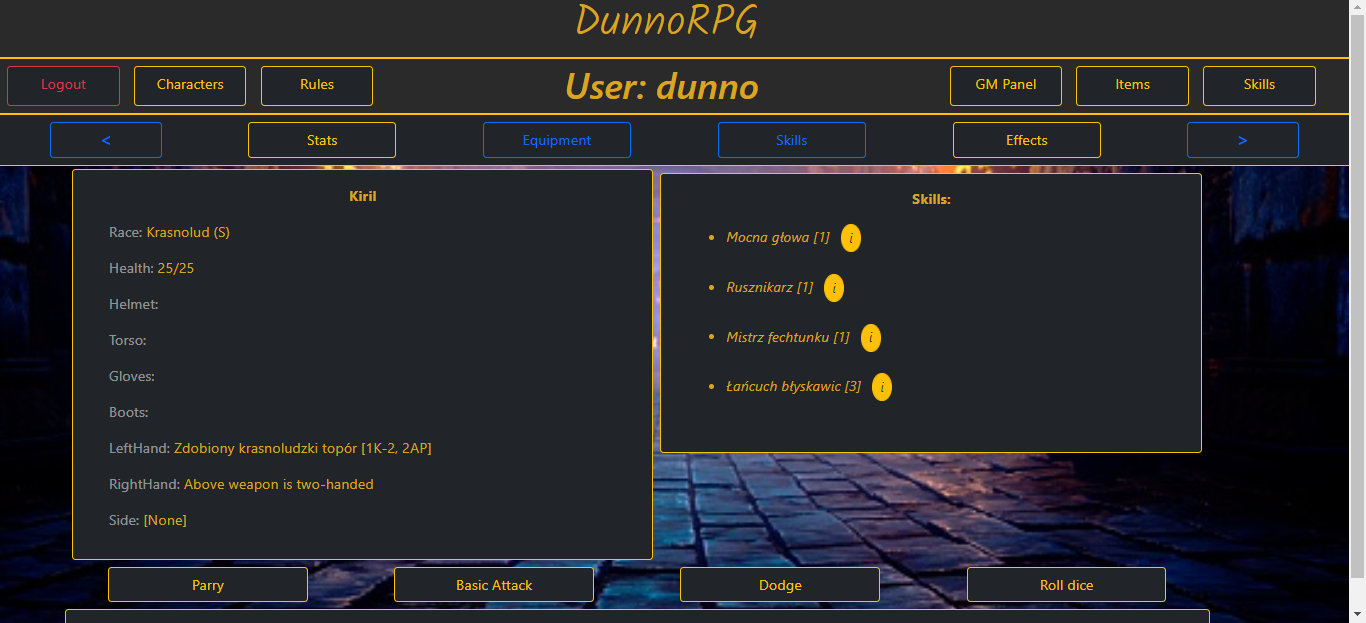 DunnoRPG
Logout Characters Rules User: dunno GM Panel Items Skills
< Stats Equipment Skills Effects >
Kiril
Race: Krasnolud (S)
Health: 25/25
Helmet:
Torso:
Gloves:
Boots:
LeftHand: Zdobiony krasnoludzki topór [1K-2, 2AP]
RightHand: Above weapon is two-handed
Side: [None]
Skills:
Mocna głowa [1] i
Rusznikarz [1] i
Mistrz fechtunku [1] i
Łańcuch błyskawic [3] i
Parry Basic Attack Dodge Roll dice